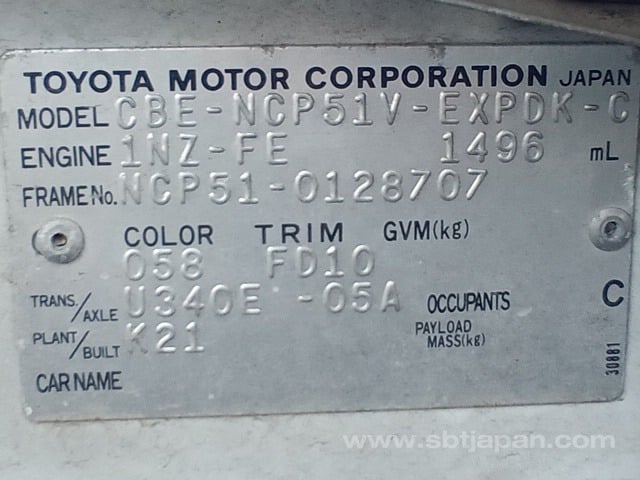 TOYOTA MOTOR CORPORATION JAPAN
MODEL CBE-NCP51V-EXPDK-C
ENGINE 1NZ-FE 1496 mL
FRAME No. NCP51-0128707
COLOR TRIM GVM(kg)
058 FD10
TRANS/AXLE U340E -05A OCCUPANTS C
PLANT/BUILT K21 PAYLOAD MASS(kg)
30881
CAR NAME
www.sbtjapan.com